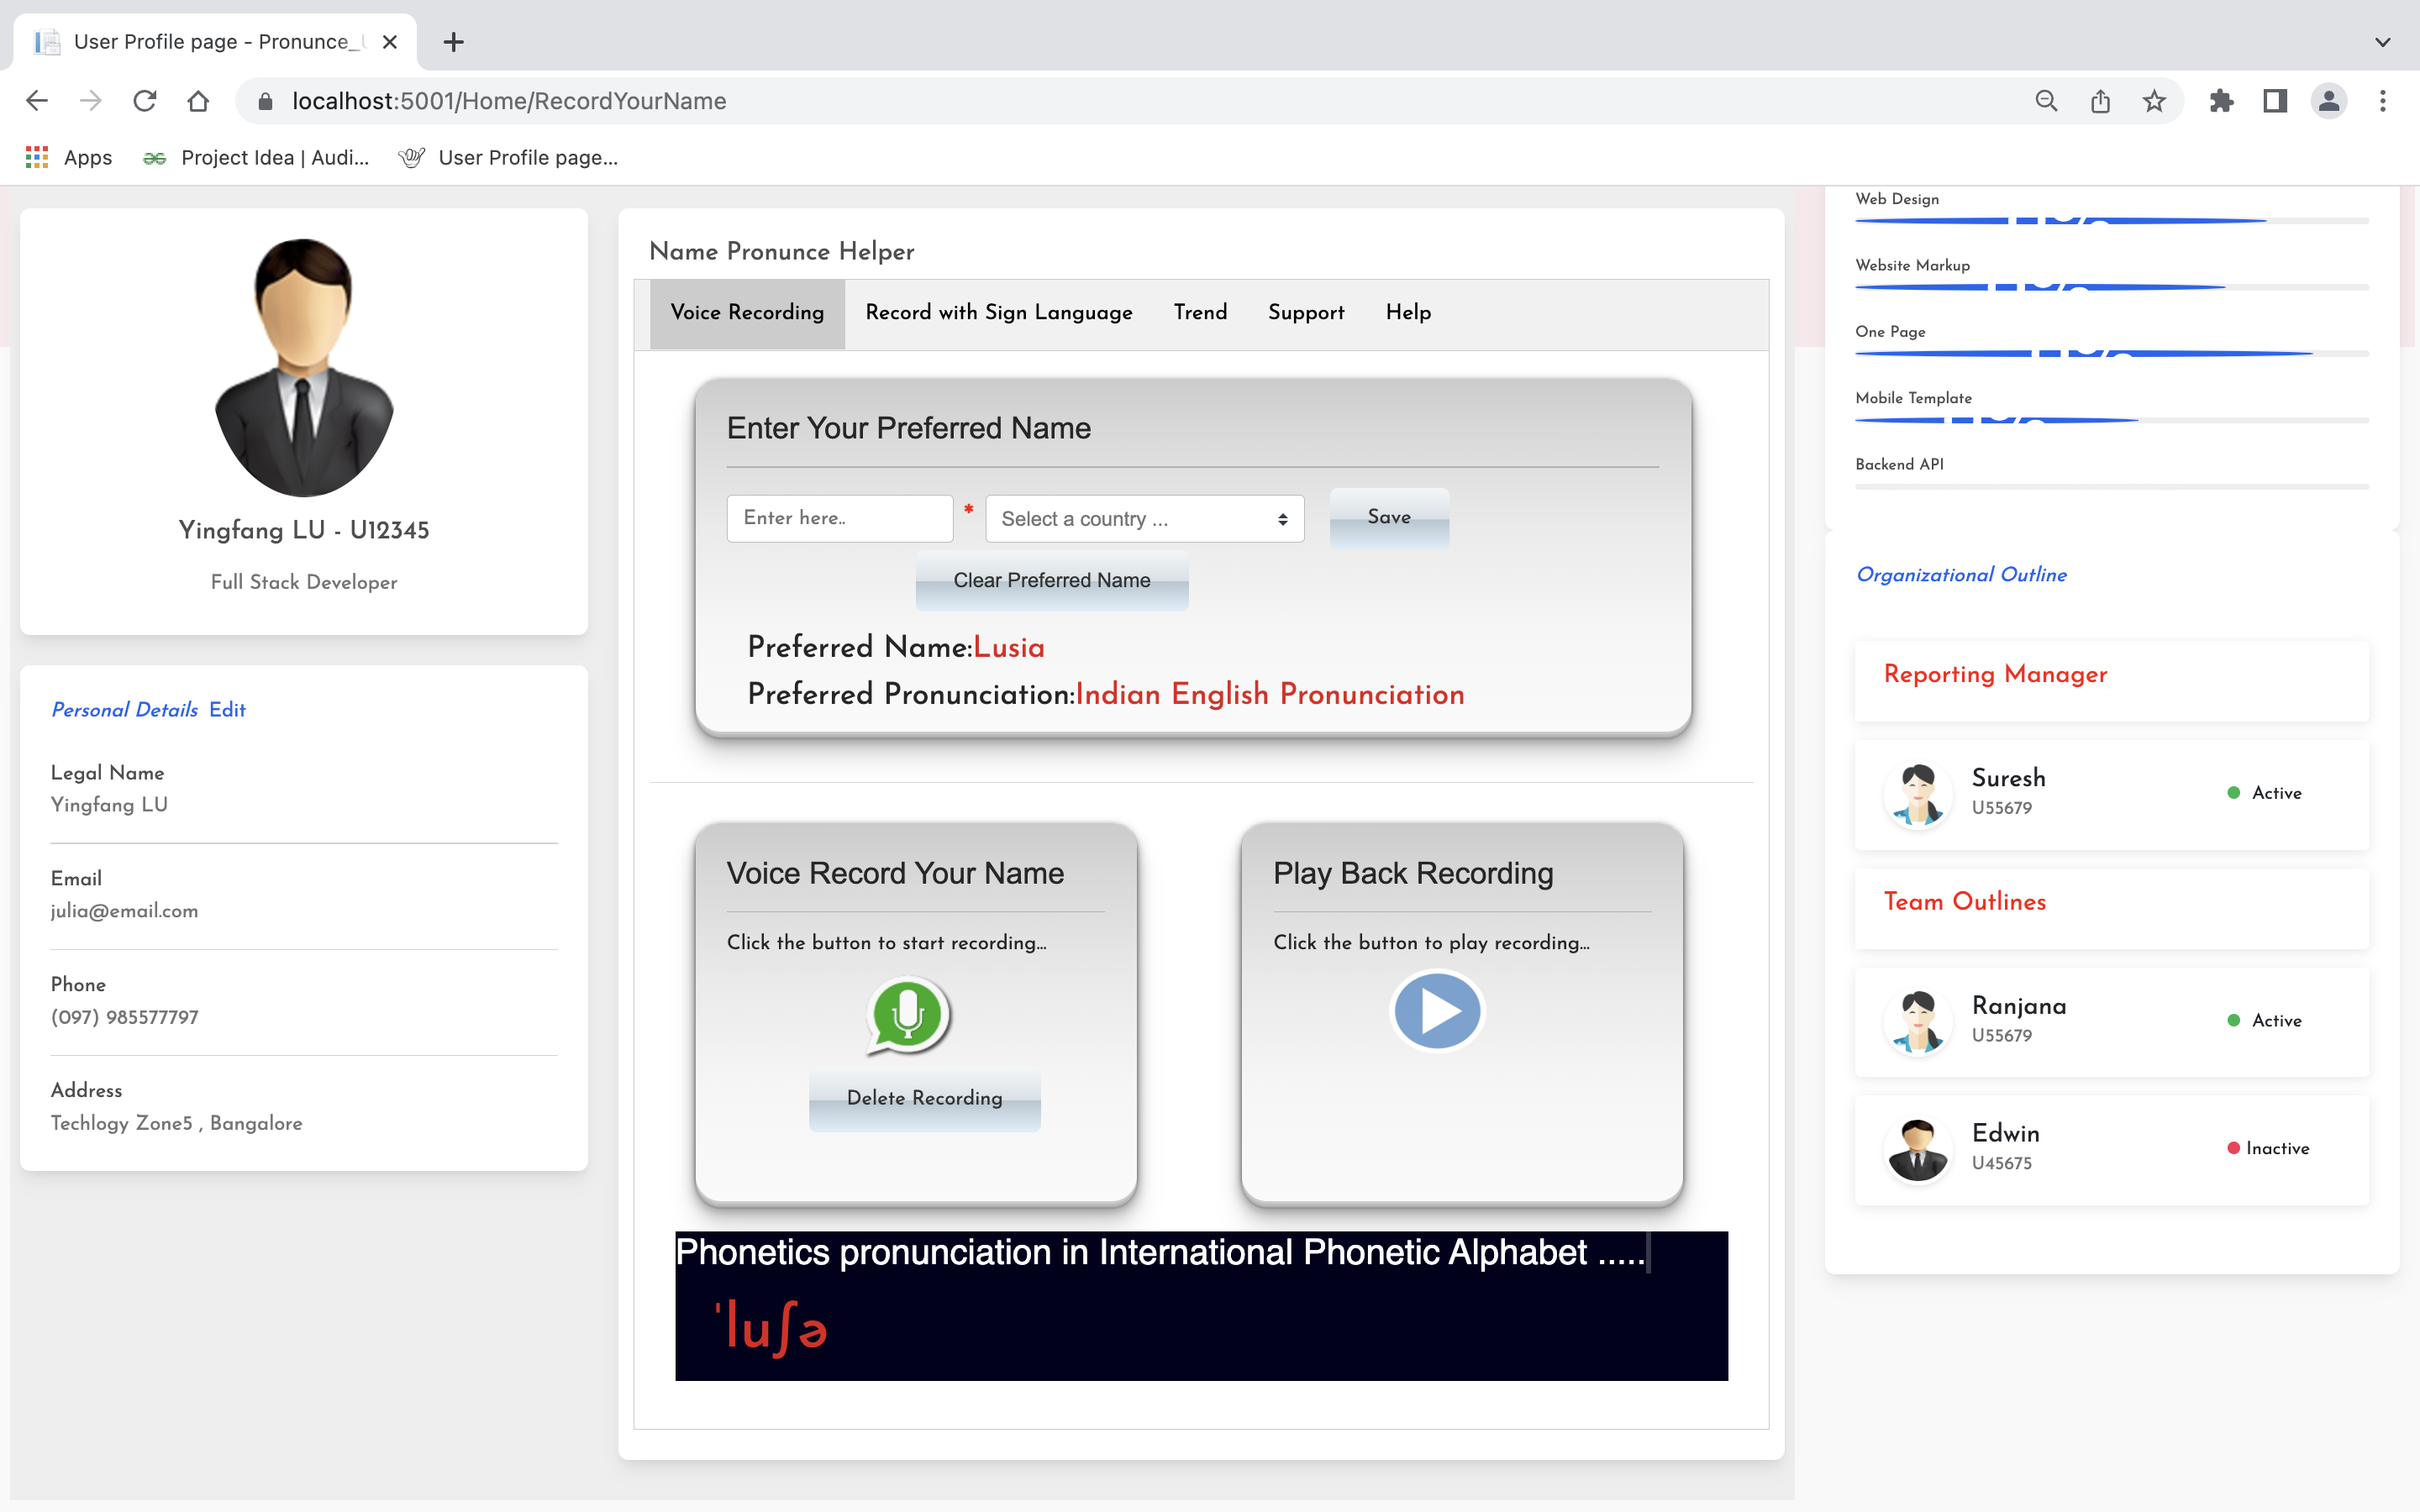 User Profile page - Pronunce_
localhost:5001/Home/RecordYourName
Apps
Project Idea | Audi...
User Profile page...
Yingfang LU - U12345
Full Stack Developer
Personal Details Edit
Legal Name
Yingfang LU
Email
julia@email.com
Phone
(097) 985577797
Address
Techlogy Zone5 , Bangalore
Name Pronunce Helper
Voice Recording
Record with Sign Language
Trend
Support
Help
Enter Your Preferred Name
Enter here..
*
Select a country ...
Save
Clear Preferred Name
Preferred Name:Lusia
Preferred Pronunciation:Indian English Pronunciation
Voice Record Your Name
Click the button to start recording...
Delete Recording
Play Back Recording
Click the button to play recording...
Phonetics pronunciation in International Phonetic Alphabet .....
ˈluʃə
Web Design
Website Markup
One Page
Mobile Template
Backend API
Organizational Outline
Reporting Manager
Suresh
U55679
Active
Team Outlines
Ranjana
U55679
Active
Edwin
U45675
Inactive